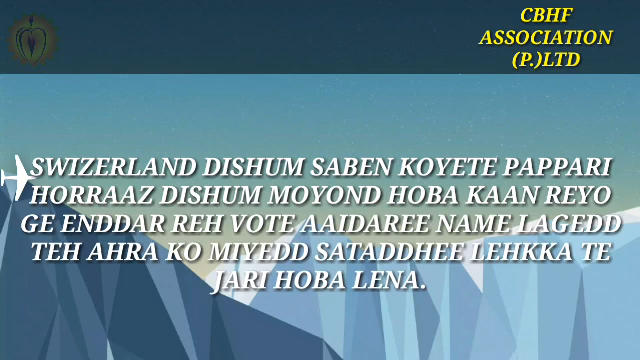 CBHF
ASSOCIATION
(P.)LTD
SWIZERLAND DISHUM SABEN KOYETE PAPPARI
HORRAAZ DISHUM MOYOND HOBA KAAN REYO
GE ENDDAR REH VOTE AAIDAREE NAME LAGEDD
TEH AHRA KO MIYEDD SATADDHEE LEHKKA TE
JARI HOBA LENA.